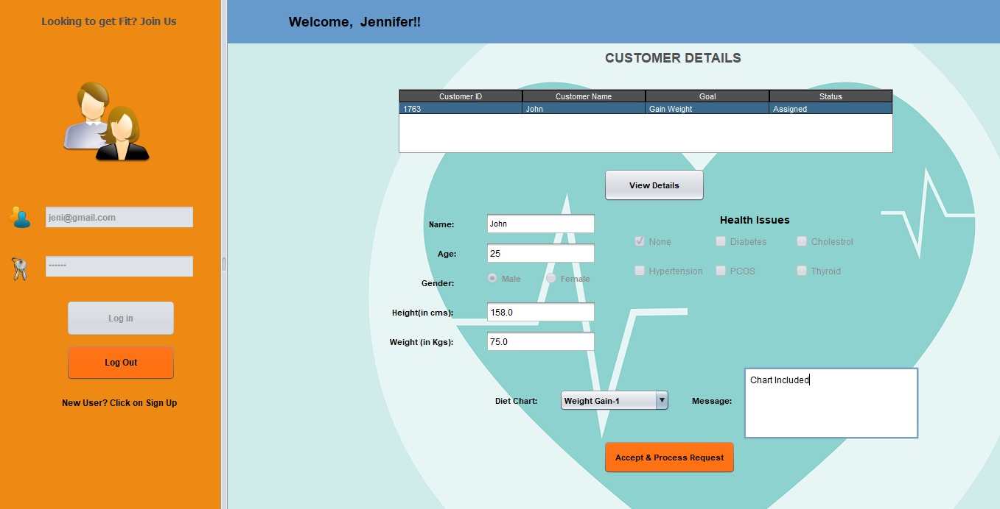 Looking to get Fit? Join Us
jeni@gmail.com
------
Log in
Log Out
New User? Click on Sign Up
Welcome, Jennifer!!
CUSTOMER DETAILS
Customer ID Customer Name Goal Status
1763 John Gain Weight Assigned
View Details
Name: John
Age: 25
Gender: Male Female
Height(in cms): 158.0
Weight (in Kgs): 75.0
Health Issues
None Diabetes Cholestrol
Hypertension PCOS Thyroid
Diet Chart: Weight Gain-1
Message: Chart Included
Accept & Process Request